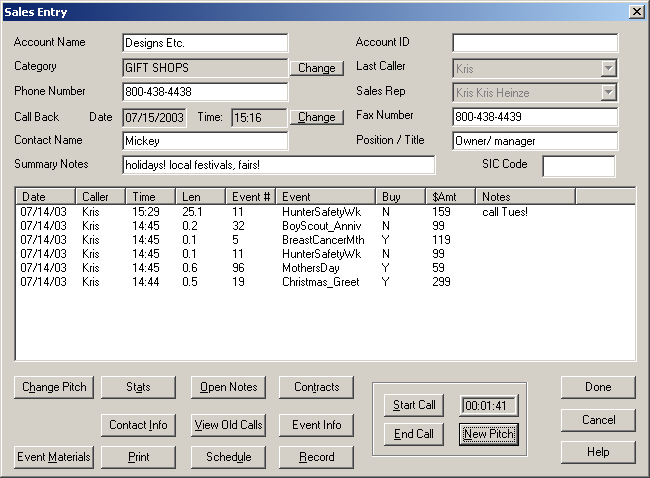 Sales Entry
Account Name Designs Etc. Account ID
Category GIFT SHOPS Change Last Caller Kris
Phone Number 800-438-4438 Sales Rep Kris Kris Heinze
Call Back Date 07/15/2003 Time: 15:16 Change Fax Number 800-438-4439
Contact Name Mickey Position / Title Owner/ manager
Summary Notes holidays! local festivals, fairs! SIC Code
Date Caller Time Len Event # Event Buy $Amt Notes
07/14/03 Kris 15:29 25.1 11 HunterSafetyWk N 159 call Tues!
07/14/03 Kris 14:45 0.2 32 BoyScout_Anniv N 99
07/14/03 Kris 14:45 0.1 5 BreastCancerMth Y 119
07/14/03 Kris 14:45 0.1 11 HunterSafetyWk N 99
07/14/03 Kris 14:45 0.6 96 MothersDay Y 59
07/14/03 Kris 14:44 0.5 19 Christmas_Greet Y 299
Change Pitch Stats Open Notes Contracts Start Call 00:01:41 Done
Contact Info View Old Calls Event Info End Call New Pitch Cancel
Event Materials Print Schedule Record Help